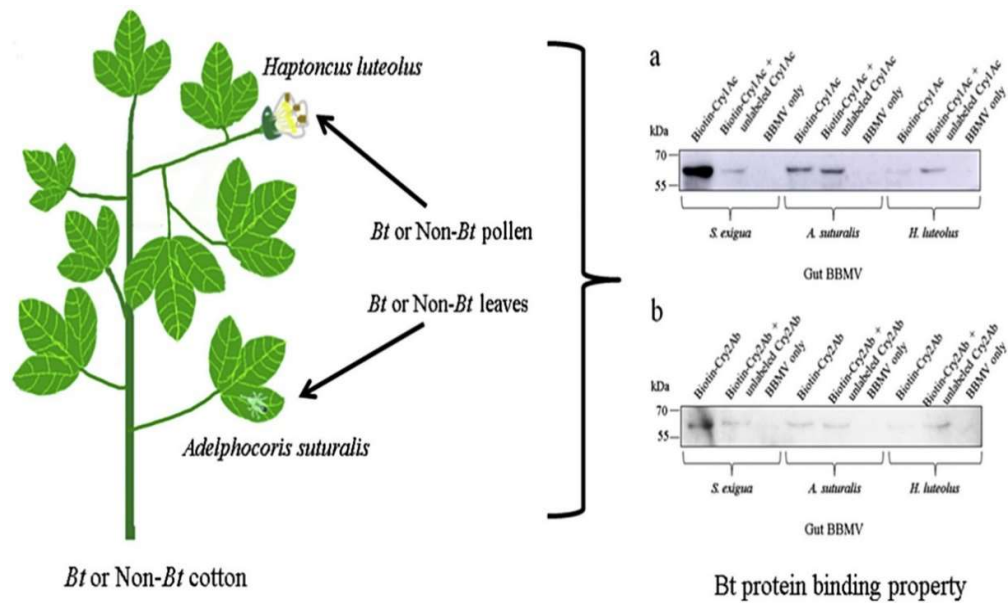 Haptoncus luteolus
Bt or Non-Bt pollen
Bt or Non-Bt leaves
Adelphocoris suturalis
Bt or Non-Bt cotton
a
Biotin-Cry1Ac
Biotin-Cry1Ac +
unlabeled Cry1Ac
BBMV only
Biotin-Cry1Ac
Biotin-Cry1Ac +
unlabeled Cry1Ac
BBMV only
Biotin-Cry1Ac
Biotin-Cry1Ac +
unlabeled Cry1Ac
BBMV only
kDa
70
55
S. exigua
A. suturalis
H. luteolus
Gut BBMV
b
Biotin-Cry2Ab
Biotin-Cry2Ab +
unlabeled Cry2Ab
BBMV only
Biotin-Cry2Ab
Biotin-Cry2Ab +
unlabeled Cry2Ab
BBMV only
Biotin-Cry2Ab
Biotin-Cry2Ab +
unlabeled Cry2Ab
BBMV only
kDa
70
55
S. exigua
A. suturalis
H. luteolus
Gut BBMV
Bt protein binding property